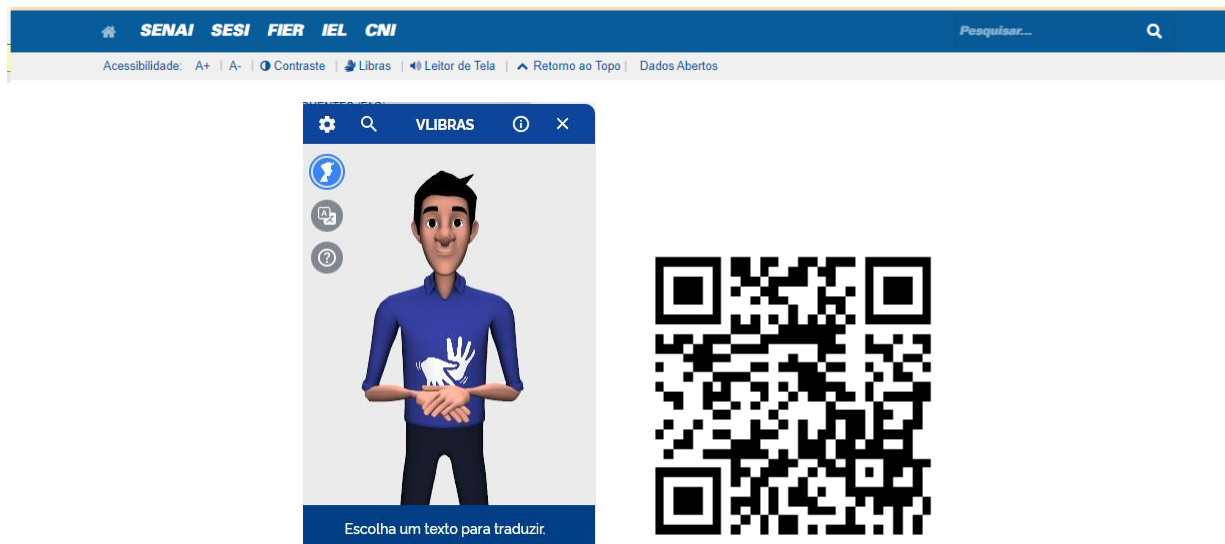 SENAI SESI FIER IEL CNI Pesquisar...
Acessibilidade: A+ | A- | Contraste | Libras | Leitor de Tela | Retorno ao Topo | Dados Abertos
VLIBRAS
Escolha um texto para traduzir.